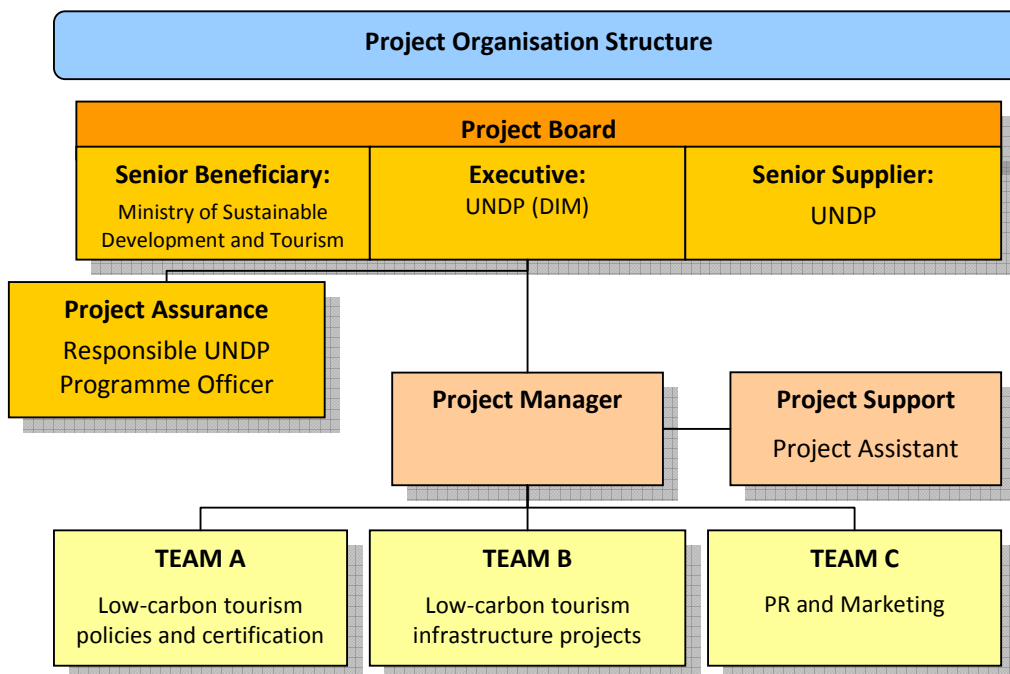 Project Organisation Structure
Project Board
Senior Beneficiary:
Ministry of Sustainable
Development and Tourism
Executive:
UNDP (DIM)
Senior Supplier:
UNDP
Project Assurance
Responsible UNDP
Programme Officer
Project Manager
Project Support
Project Assistant
TEAM A
Low-carbon tourism
policies and certification
TEAM B
Low-carbon tourism
infrastructure projects
TEAM C
PR and Marketing